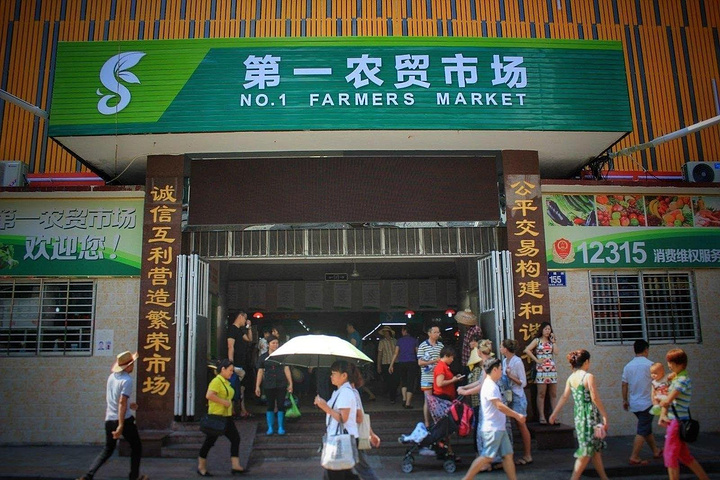 第一农贸市场
NO.1 FARMERS MARKET
诚信互利营造繁荣市场
公平交易构建和谐
第一农贸市场
欢迎您!
12315 消费维权服务
155